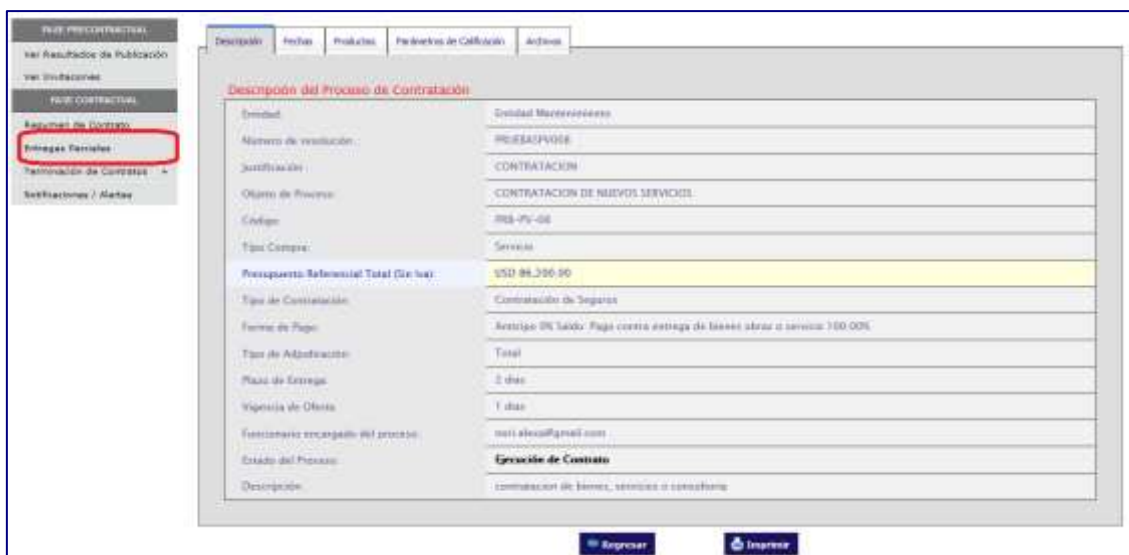 FASE PRECONTRACTUAL
Ver Resultados de Publicación
Ver Invitaciones
FASE CONTRACTUAL
Resumen de Contrato
Entregas Parciales
Terminación de Contratos
Notificaciones / Alertas
Descripción Fechas Productos Parámetros de Calificación Archivos
Descripción del Proceso de Contratación
Entidad: Entidad Mantenimiento
Número de resolución:
Justificación: CONTRATACION
Objeto de Proceso: CONTRATACION DE NUEVOS SERVICIOS
Código:
Tipo Compra: Servicio
Presupuesto Referencial Total (Sin Iva): USD 86,200.00
Tipo de Contratación: Contratación de Seguros
Forma de Pago: Anticipo 0% Saldo: Pago contra entrega de bienes obras o servicio 100.00%
Tipo de Adjudicación: Total
Plazo de Entrega: 2 días
Vigencia de Oferta: 1 días
Funcionario encargado del proceso:
Estado del Proceso: Ejecución de Contrato
Descripción: contratacion de bienes, servicios o consultoria
Regresar Imprimir